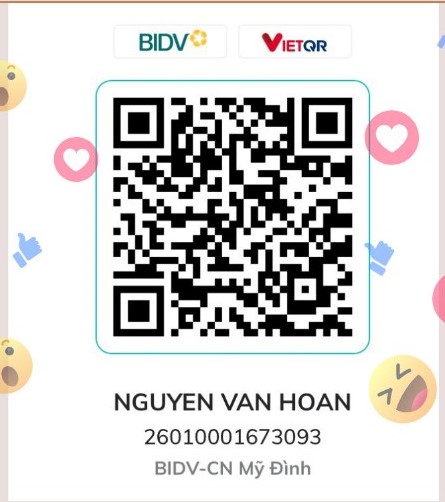 BIDV
VIETQR
NGUYEN VAN HOAN
26010001673093
BIDV-CN Mỹ Đình